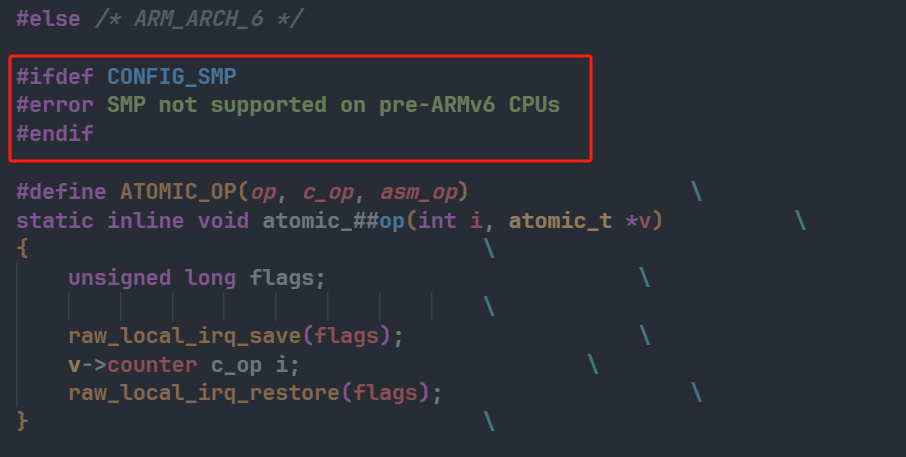 #else /* ARM_ARCH_6 */
#ifdef CONFIG_SMP
#error SMP not supported on pre-ARMv6 CPUs
#endif
#define ATOMIC_OP(op, c_op, asm_op) \
static inline void atomic_##op(int i, atomic_t *v) \
{ \
unsigned long flags; \
\
raw_local_irq_save(flags); \
v->counter c_op i; \
raw_local_irq_restore(flags); \
} \